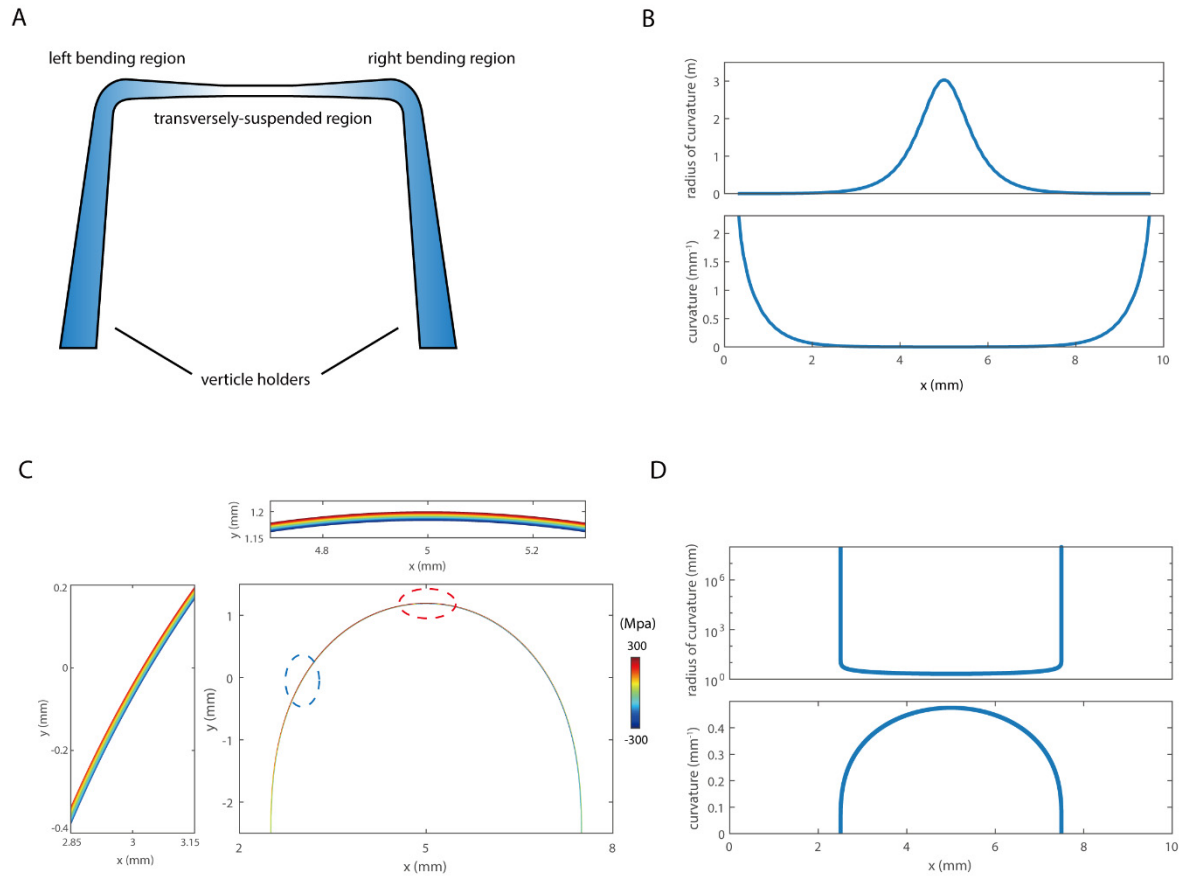 A
left bending region
right bending region
transversely-suspended region
verticle holders
B
radius of curvature (m)
3
2
1
0
curvature (mm⁻¹)
2
1.5
1
0.5
0
0 2 4 6 8 10
x (mm)
C
y (mm)
1.2
1.15
4.8 5 5.2
x (mm)
y (mm)
0.2
0
-0.2
-0.4
2.85 3 3.15
x (mm)
y (mm)
1
0
-1
-2
2 5 8
x (mm)
(Mpa)
300
-300
D
radius of curvature (mm)
10⁶
10³
10⁰
curvature (mm⁻¹)
0.4
0.3
0.2
0.1
0
0 2 4 6 8 10
x (mm)